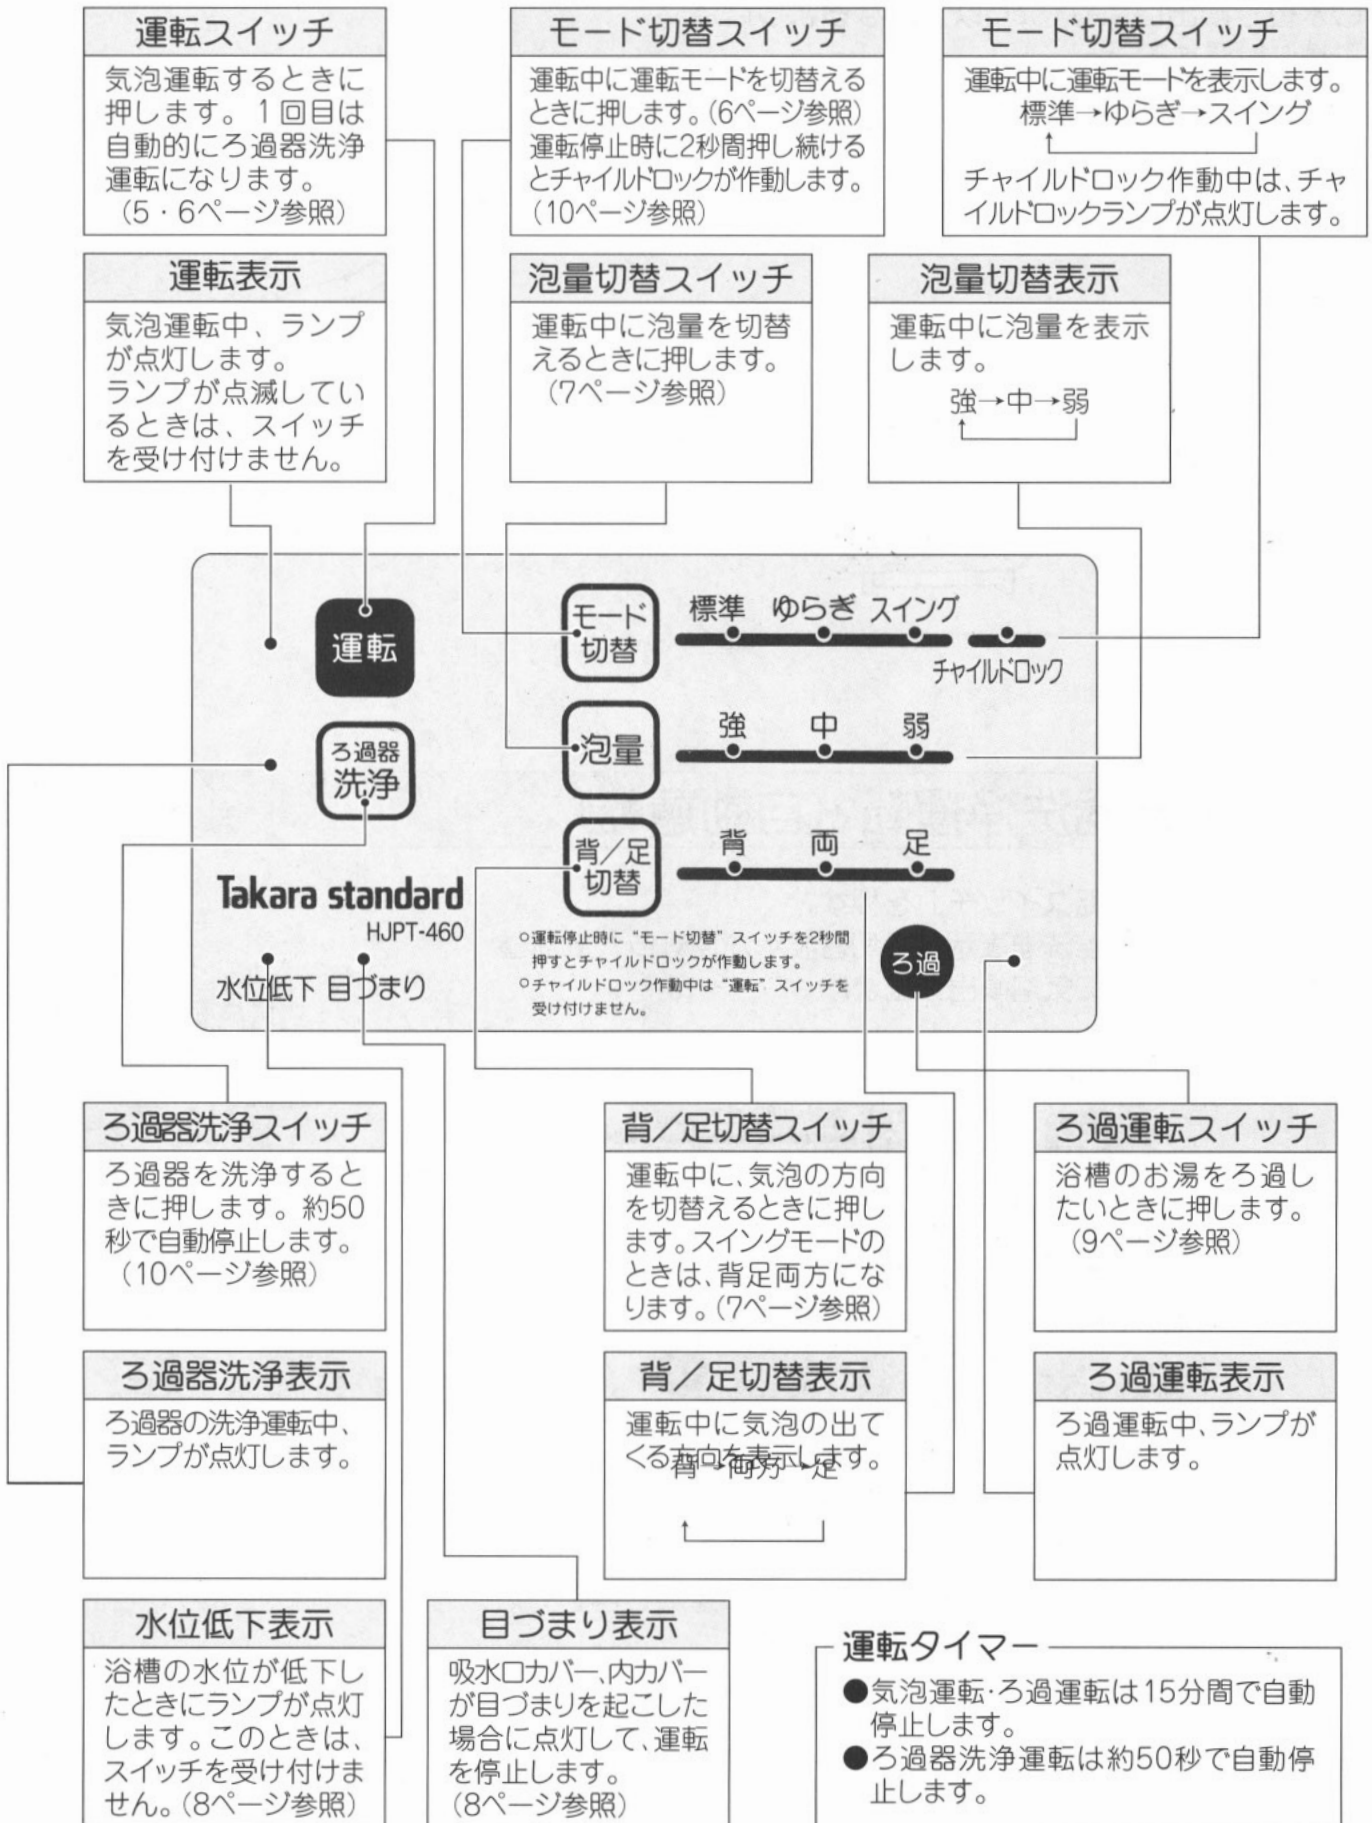 運転スイッチ
気泡運転するときに
押します。1回目は
自動的にろ過器洗浄
運転になります。
（5・6ページ参照）
モード切替スイッチ
運転中に運転モードを切替える
ときに押します。（6ページ参照）
運転停止時に2秒間押し続ける
とチャイルドロックが作動します。
（10ページ参照）
モード切替スイッチ
運転中に運転モードを表示します。
標準→ゆらぎ→スイング
チャイルドロック作動中は、チャ
イルドロックランプが点灯します。
運転表示
気泡運転中、ランプ
が点灯します。
ランプが点滅してい
るときは、スイッチ
を受け付けません。
泡量切替スイッチ
運転中に泡量を切替
えるときに押します。
（7ページ参照）
泡量切替表示
運転中に泡量を表示
します。
強→中→弱
運転
モード
切替
標準 ゆらぎ スイング
チャイルドロック
ろ過器
洗浄
泡量
強 中 弱
背／足
切替
背 両 足
Takara standard
HJPT-460
水位低下 目づまり
○運転停止時に“モード切替”スイッチを2秒間
押すとチャイルドロックが作動します。
○チャイルドロック作動中は“運転”スイッチを
受け付けません。
ろ過
ろ過器洗浄スイッチ
ろ過器を洗浄すると
きに押します。約50
秒で自動停止します。
（10ページ参照）
背／足切替スイッチ
運転中に、気泡の方向
を切替えるときに押し
ます。スイングモードの
ときは、背足両方にな
ります。（7ページ参照）
ろ過運転スイッチ
浴槽のお湯をろ過し
たいときに押します。
（9ページ参照）
ろ過器洗浄表示
ろ過器の洗浄運転中、
ランプが点灯します。
背／足切替表示
運転中に気泡の出て
くる方向を表示します。
背→両方→足
ろ過運転表示
ろ過運転中、ランプが
点灯します。
水位低下表示
浴槽の水位が低下し
たときにランプが点灯
します。このときは、
スイッチを受け付けま
せん。（8ページ参照）
目づまり表示
吸水口カバー、内カバー
が目づまりを起こした
場合に点灯して、運転
を停止します。
（8ページ参照）
運転タイマー
●気泡運転・ろ過運転は15分間で自動
停止します。
●ろ過器洗浄運転は約50秒で自動停
止します。